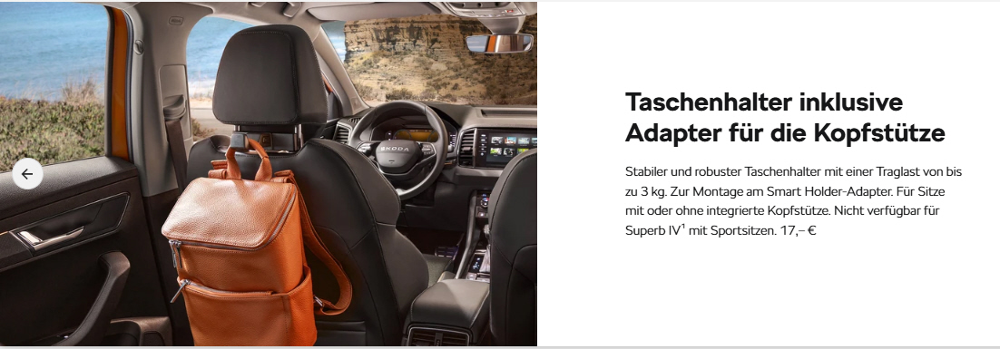 SKODA
Taschenhalter inklusive
Adapter für die Kopfstütze
Stabiler und robuster Taschenhalter mit einer Traglast von bis
zu 3 kg. Zur Montage am Smart Holder-Adapter. Für Sitze
mit oder ohne integrierte Kopfstütze. Nicht verfügbar für
Superb IV¹ mit Sportsitzen. 17,– €